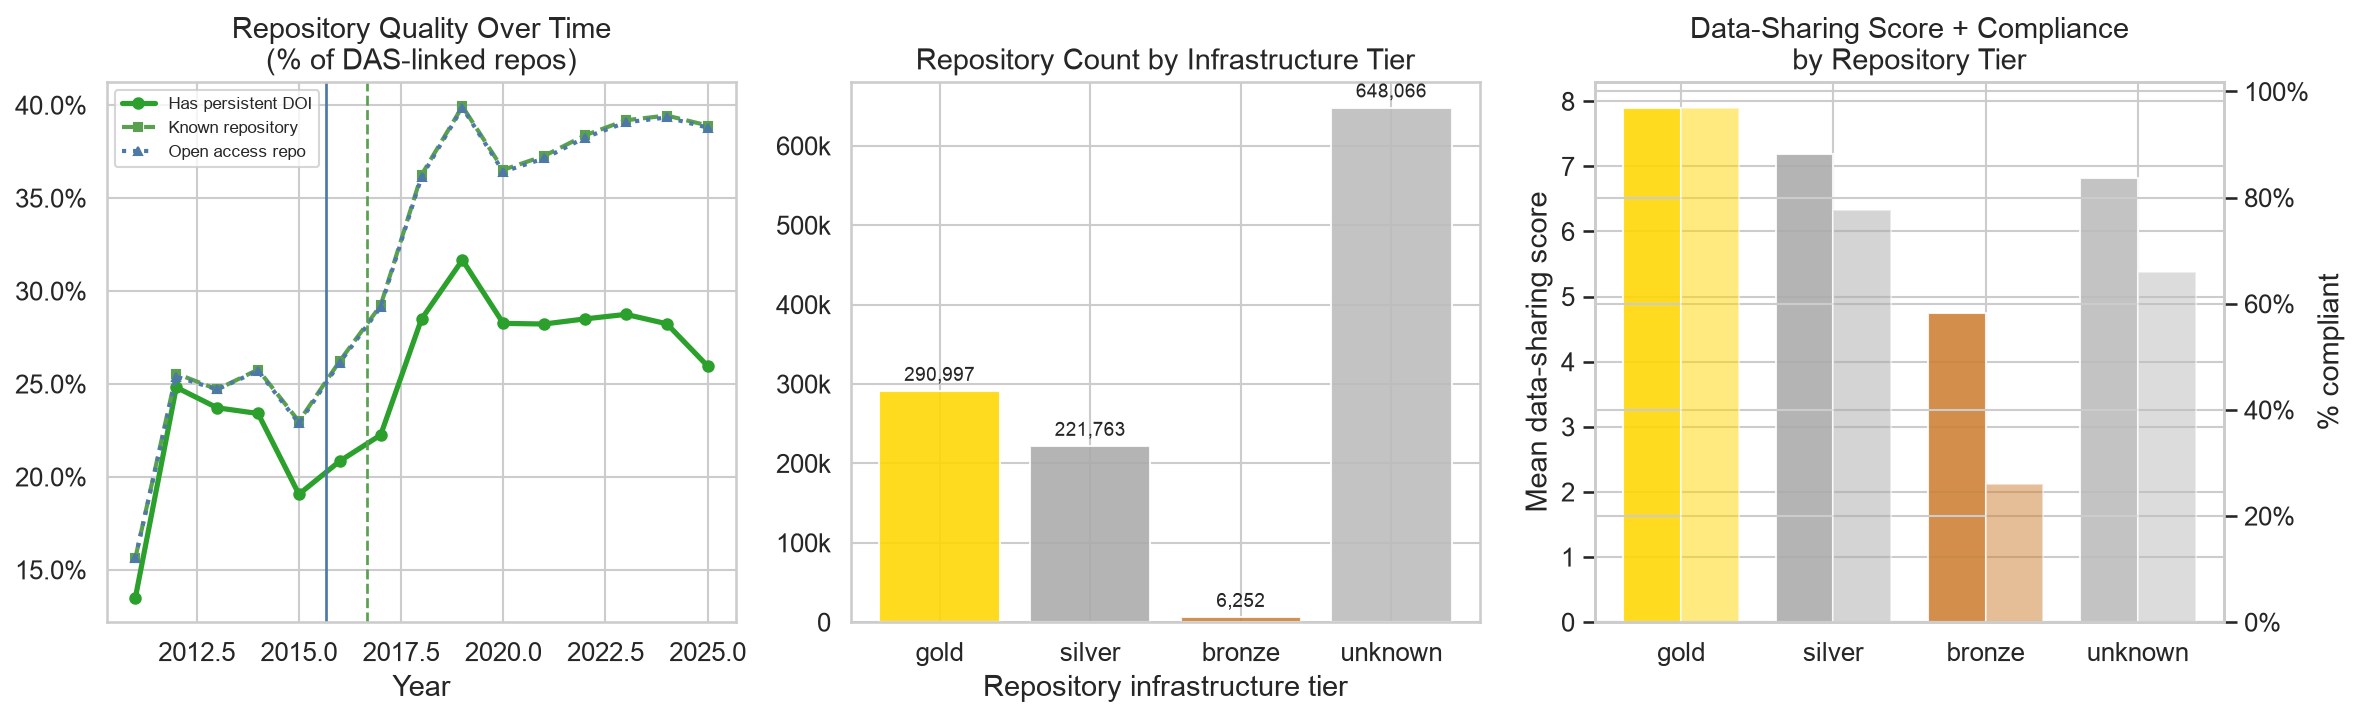 Repository Quality Over Time
(% of DAS-linked repos)
40.0%
35.0%
30.0%
25.0%
20.0%
15.0%
Has persistent DOI
Known repository
Open access repo
2012.5 2015.0 2017.5 2020.0 2022.5 2025.0
Year
Repository Count by Infrastructure Tier
600k
500k
400k
300k
200k
100k
0
290,997
221,763
6,252
648,066
gold silver bronze unknown
Repository infrastructure tier
Data-Sharing Score + Compliance
by Repository Tier
Mean data-sharing score
8
7
6
5
4
3
2
1
0
gold silver bronze unknown
100%
80%
60%
40%
20%
0%
% compliant